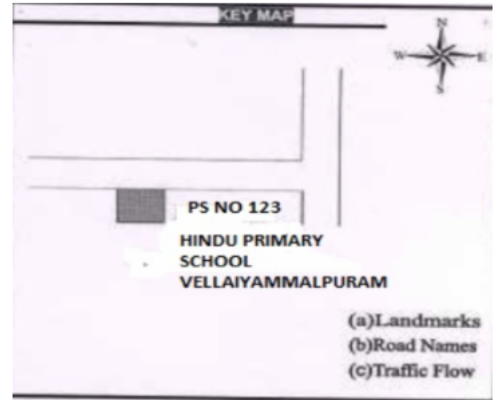 KEY MAP
N
W E
S
PS NO 123
HINDU PRIMARY
SCHOOL
VELLAIYAMMALPURAM
(a)Landmarks
(b)Road Names
(c)Traffic Flow